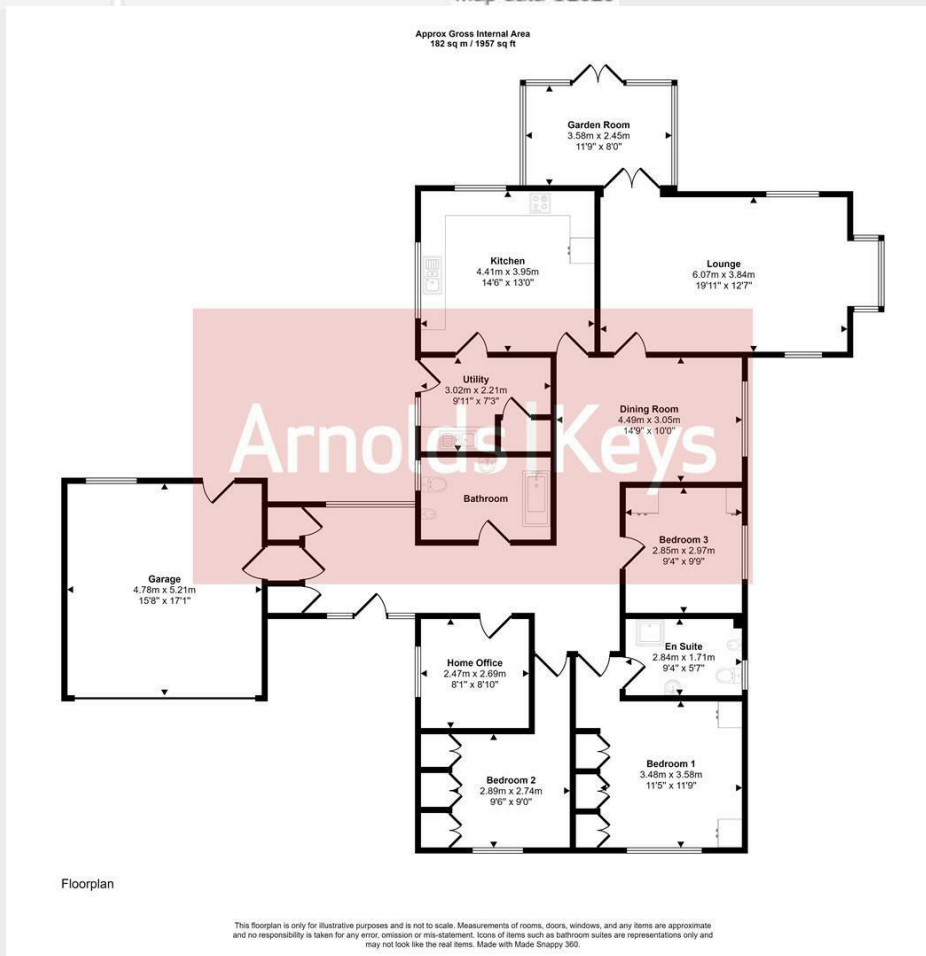 Approx Gross Internal Area
182 sq m / 1957 sq ft
Garden Room
3.58m x 2.45m
11'9" x 8'0"
Kitchen
4.41m x 3.95m
14'6" x 13'0"
Lounge
6.07m x 3.84m
19'11" x 12'7"
Utility
3.02m x 2.21m
9'11" x 7'3"
Dining Room
4.49m x 3.05m
14'9" x 10'0"
Arnolds|Keys
Bathroom
Bedroom 3
2.85m x 2.97m
9'4" x 9'9"
Garage
4.78m x 5.21m
15'8" x 17'1"
En Suite
2.84m x 1.71m
9'4" x 5'7"
Home Office
2.47m x 2.69m
8'1" x 8'10"
Bedroom 2
2.89m x 2.74m
9'6" x 9'0"
Bedroom 1
3.48m x 3.58m
11'5" x 11'9"
Floorplan
This floorplan is only for illustrative purposes and is not to scale. Measurements of rooms, doors, windows, and any items are approximate
and no responsibility is taken for any error, omission or mis-statement. Icons of items such as bathroom suites are representations only and
may not look like the real items. Made with Made Snappy 360.